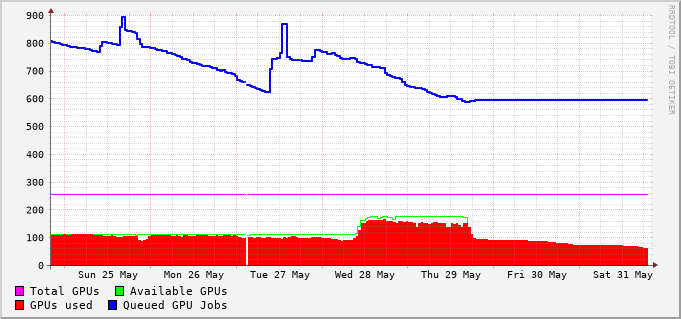 900
800
700
600
500
400
300
200
100
0
Sun 25 May Mon 26 May Tue 27 May Wed 28 May Thu 29 May Fri 30 May Sat 31 May
Total GPUs Available GPUs
GPUs used Queued GPU Jobs
RRDTOOL / TOBI OETIKER